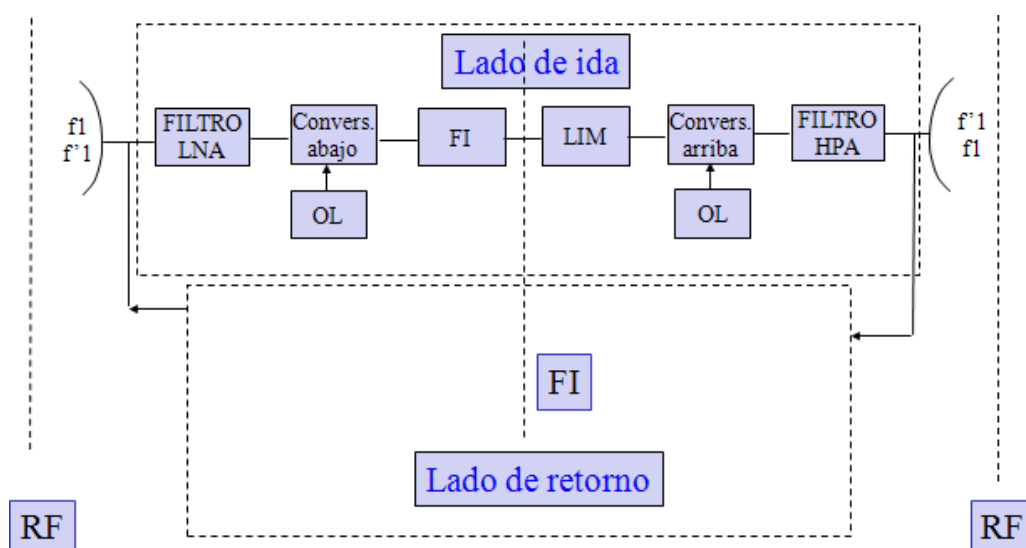 Lado de ida
f1
f'1
FILTRO
LNA
Convers.
abajo
FI
LIM
Convers.
arriba
FILTRO
HPA
f'1
f1
OL
OL
FI
Lado de retorno
RF
RF